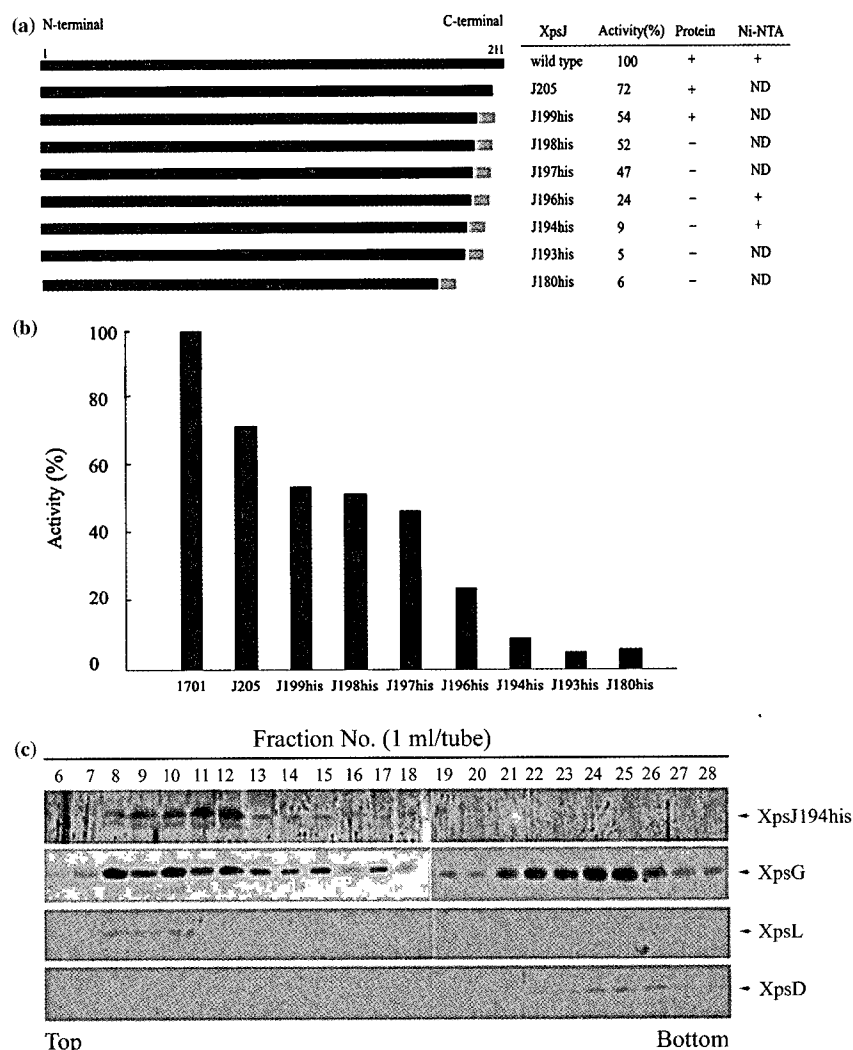 (a) N-terminal C-terminal
1 211
XpsJ Activity(%) Protein Ni-NTA
wild type 100 + +
J205 72 + ND
J199his 54 + ND
J198his 52 − ND
J197his 47 − ND
J196his 24 − +
J194his 9 − +
J193his 5 − ND
J180his 6 − ND
(b)
Activity (%)
100
80
60
40
20
0
1701 J205 J199his J198his J197his J196his J194his J193his J180his
(c)
Fraction No. (1 ml/tube)
6 7 8 9 10 11 12 13 14 15 16 17 18 19 20 21 22 23 24 25 26 27 28
XpsJ194his
XpsG
XpsL
XpsD
Top Bottom